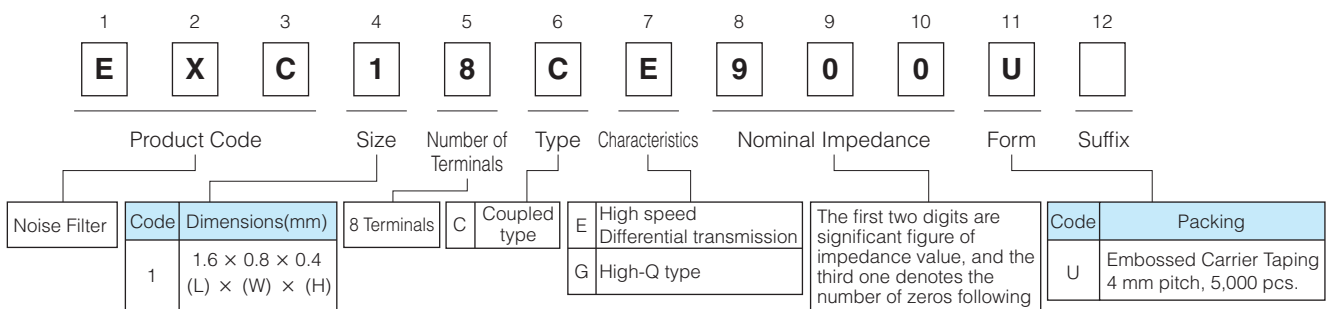 1 2 3 4 5 6 7 8 9 10 11 12
E X C 1 8 C E 9 0 0 U
Product Code Size Number of Terminals Type Characteristics Nominal Impedance Form Suffix
Noise Filter
Code Dimensions(mm)
1 1.6 × 0.8 × 0.4
(L) × (W) × (H)
8 Terminals
C Coupled
type
E High speed
Differential transmission
G High-Q type
The first two digits are
significant figure of
impedance value, and the
third one denotes the
number of zeros following
Code Packing
U Embossed Carrier Taping
4 mm pitch, 5,000 pcs.